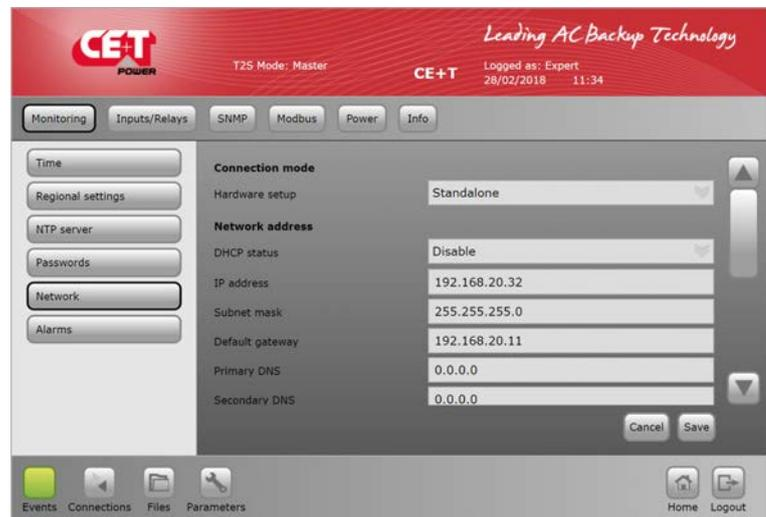 CE+T
POWER
Leading AC Backup Technology
T2S Mode: Master
CE+T
Logged as: Expert
28/02/2018 11:34
Monitoring Inputs/Relays SNMP Modbus Power Info
Time
Regional settings
NTP server
Passwords
Network
Alarms
Connection mode
Hardware setup Standalone
Network address
DHCP status Disable
IP address 192.168.20.32
Subnet mask 255.255.255.0
Default gateway 192.168.20.11
Primary DNS 0.0.0.0
Secondary DNS 0.0.0.0
Cancel Save
Events Connections Files Parameters Home Logout